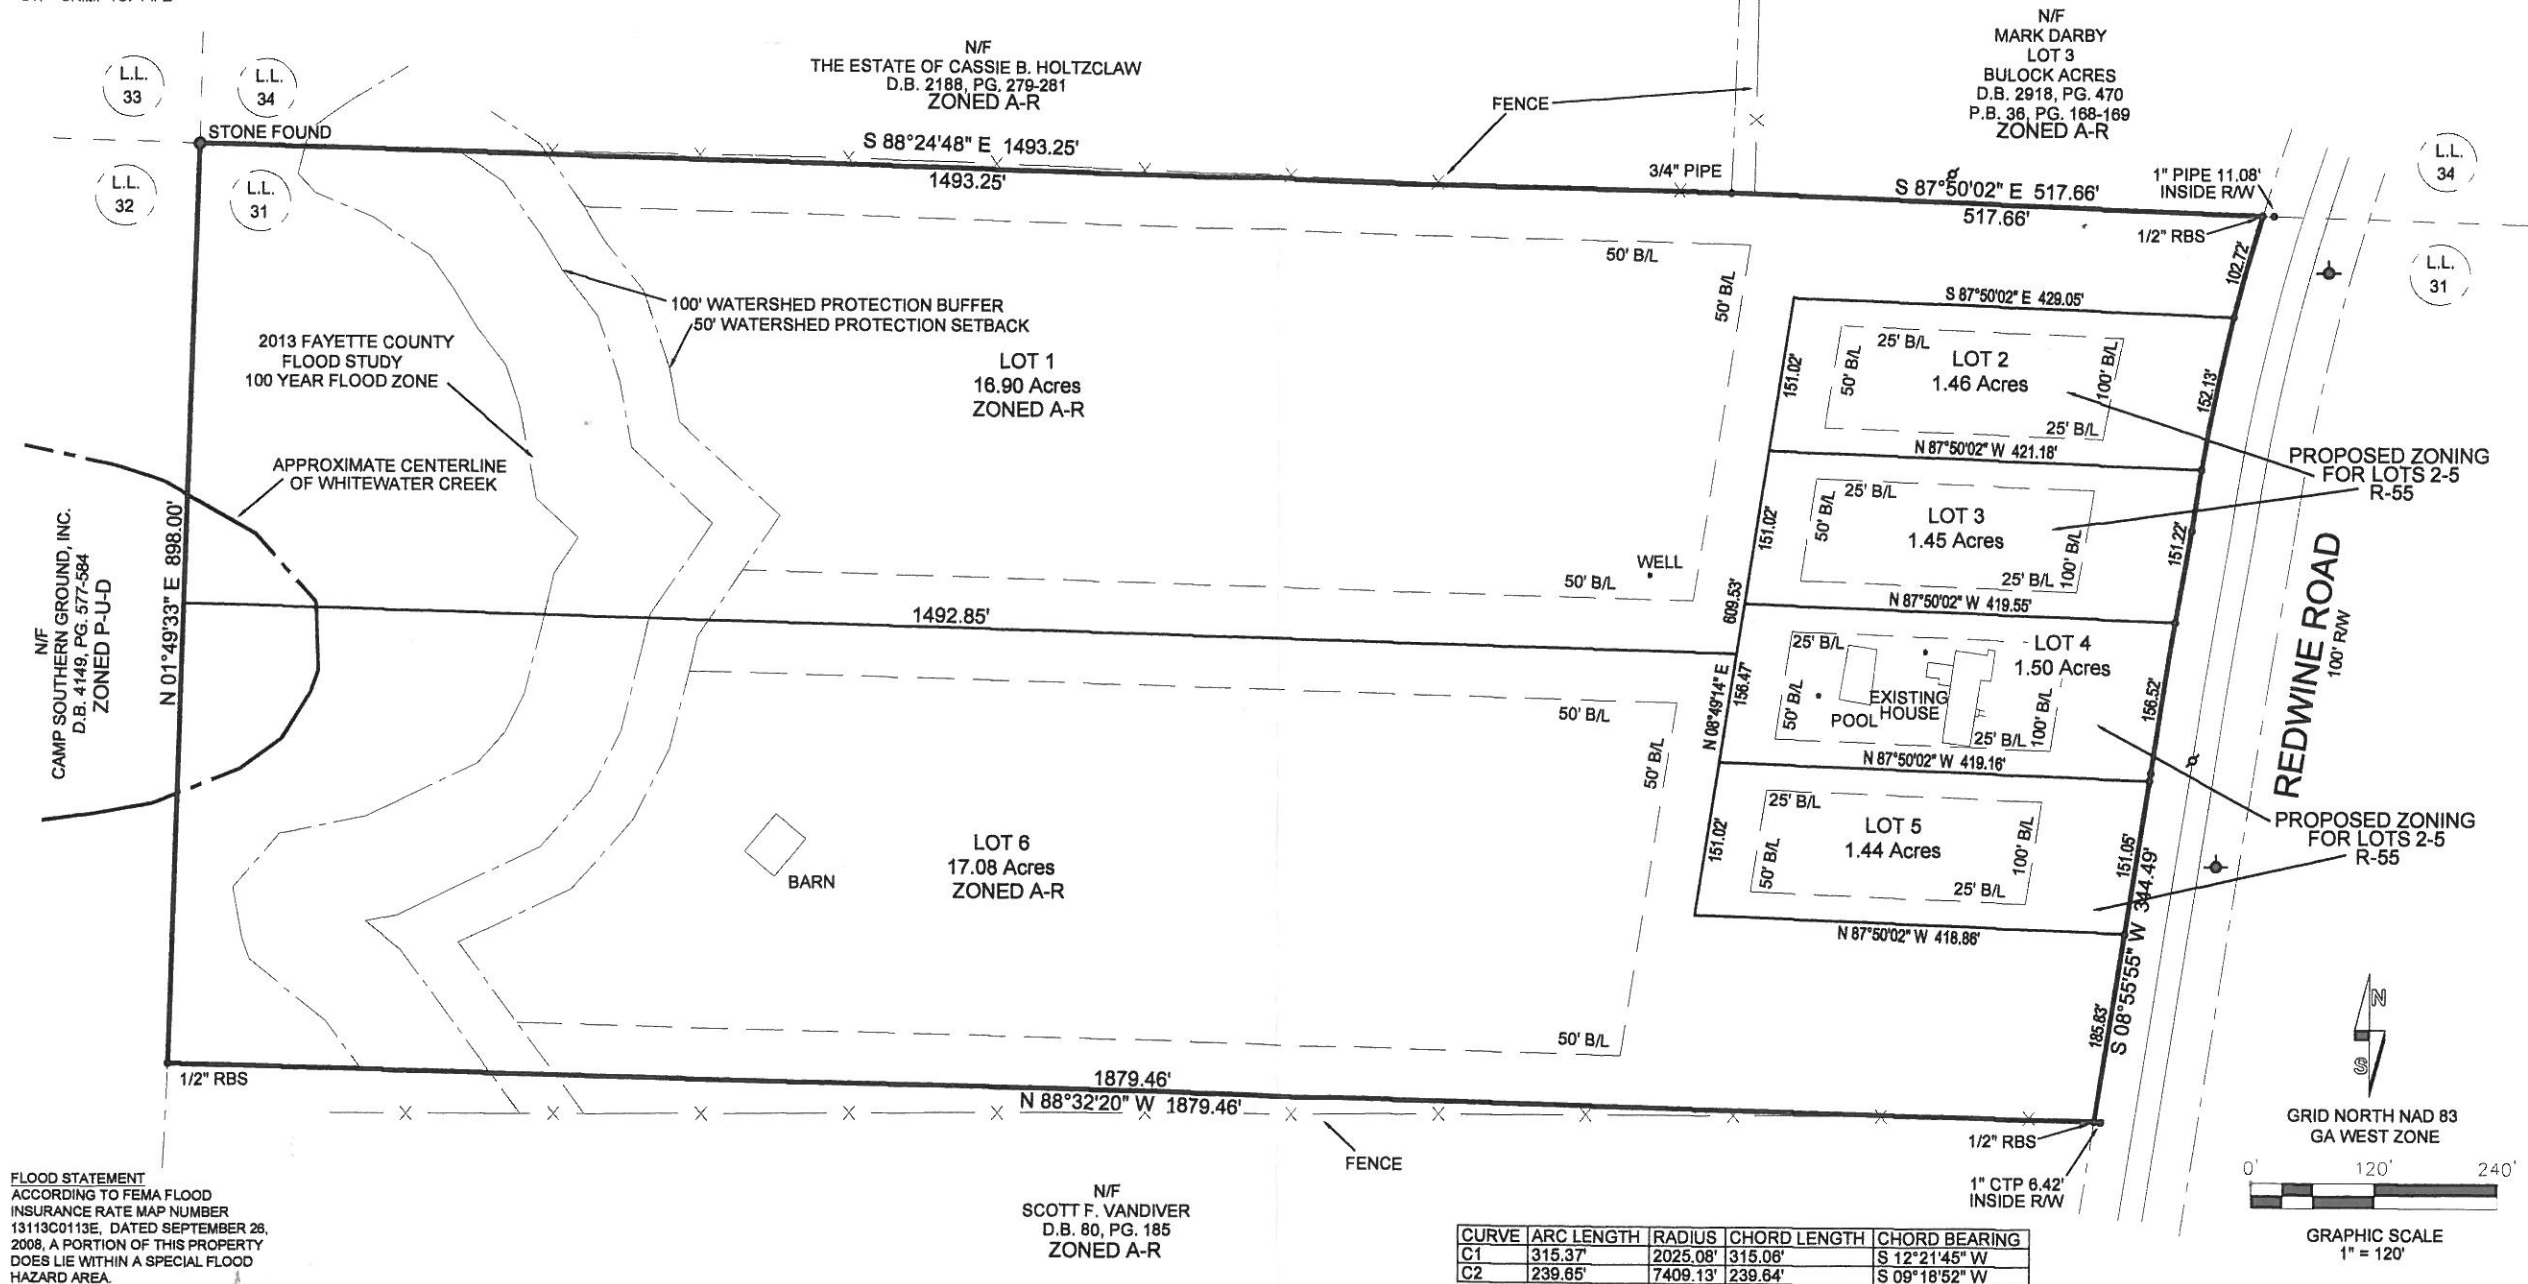 L.L.
33
L.L.
34
L.L.
32
L.L.
31
STONE FOUND
N/F
THE ESTATE OF CASSIE B. HOLTZCLAW
D.B. 2188, PG. 279-281
ZONED A-R
S 88°24'48" E 1493.25'
1493.25'
FENCE
3/4" PIPE
N/F
MARK DARBY
LOT 3
BULOCK ACRES
D.B. 2918, PG. 470
P.B. 36, PG. 168-169
ZONED A-R
S 87°50'02" E 517.66'
517.66'
1" PIPE 11.08'
INSIDE R/W
1/2" RBS
L.L.
34
L.L.
31
102.72'
50' B/L
50' B/L
100' WATERSHED PROTECTION BUFFER
50' WATERSHED PROTECTION SETBACK
2013 FAYETTE COUNTY
FLOOD STUDY
100 YEAR FLOOD ZONE
APPROXIMATE CENTERLINE
OF WHITEWATER CREEK
LOT 1
16.90 Acres
ZONED A-R
S 87°50'02" E 429.05'
25' B/L
50' B/L
LOT 2
1.46 Acres
100' B/L
25' B/L
151.02'
152.13'
N 87°50'02" W 421.18'
PROPOSED ZONING
FOR LOTS 2-5
R-55
25' B/L
50' B/L
LOT 3
1.45 Acres
100' B/L
25' B/L
151.02'
151.22'
N 87°50'02" W 419.55'
WELL
50' B/L
609.53'
1492.85'
N/F
CAMP SOUTHERN GROUND, INC.
D.B. 4149, PG. 577-584
ZONED P-U-D
N 01°49'33" E 898.00'
25' B/L
50' B/L
LOT 4
1.50 Acres
EXISTING
HOUSE
POOL
100' B/L
25' B/L
N 08°49'14" E
156.47'
156.52'
N 87°50'02" W 419.16'
REDWINE ROAD
100' R/W
50' B/L
50' B/L
25' B/L
50' B/L
LOT 5
1.44 Acres
100' B/L
25' B/L
151.02'
151.05'
N 87°50'02" W 418.86'
PROPOSED ZONING
FOR LOTS 2-5
R-55
S 08°55'55" W 344.49'
185.83'
LOT 6
17.08 Acres
ZONED A-R
BARN
50' B/L
1/2" RBS
1879.46'
N 88°32'20" W 1879.46'
FENCE
1/2" RBS
1" CTP 6.42'
INSIDE R/W
N
S
GRID NORTH NAD 83
GA WEST ZONE
0' 120' 240'
GRAPHIC SCALE
1" = 120'
FLOOD STATEMENT
ACCORDING TO FEMA FLOOD
INSURANCE RATE MAP NUMBER
13113C0113E, DATED SEPTEMBER 26,
2008, A PORTION OF THIS PROPERTY
DOES LIE WITHIN A SPECIAL FLOOD
HAZARD AREA.
N/F
SCOTT F. VANDIVER
D.B. 80, PG. 185
ZONED A-R
CURVE ARC LENGTH RADIUS CHORD LENGTH CHORD BEARING
C1 315.37' 2025.08' 315.06' S 12°21'45" W
C2 239.65' 7409.13' 239.64' S 09°18'52" W